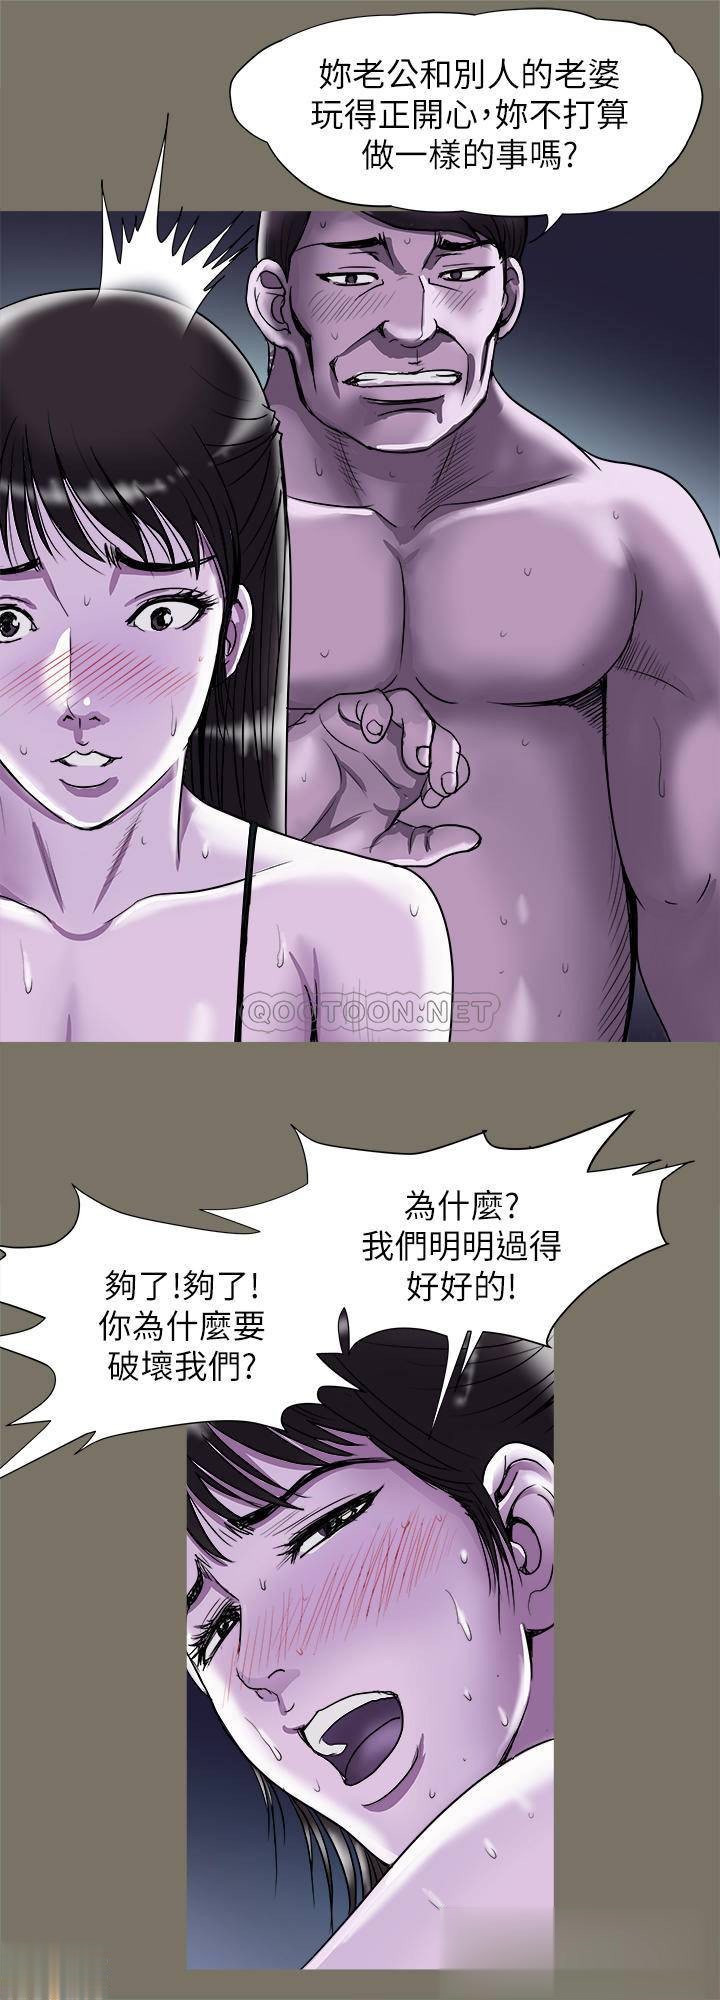 妳老公和別人的老婆
玩得正開心,妳不打算
做一樣的事嗎?
QOOTOON.NET
為什麼?
我們明明過得
好好的!
夠了!夠了!
你為什麼要
破壞我們?